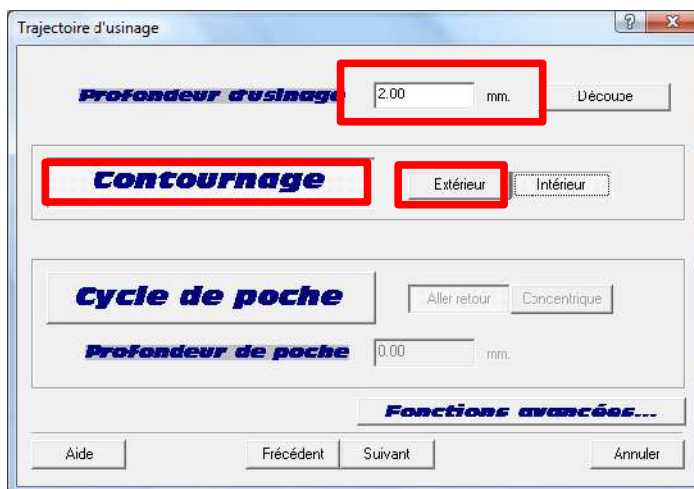 Trajectoire d'usinage
Profondeur d'usinage 2.00 mm. Découpe
Contournage Extérieur Intérieur
Cycle de poche Aller retour Concentrique
Profondeur de poche 0.00 mm.
Fonctions avancées...
Aide Précédent Suivant Annuler